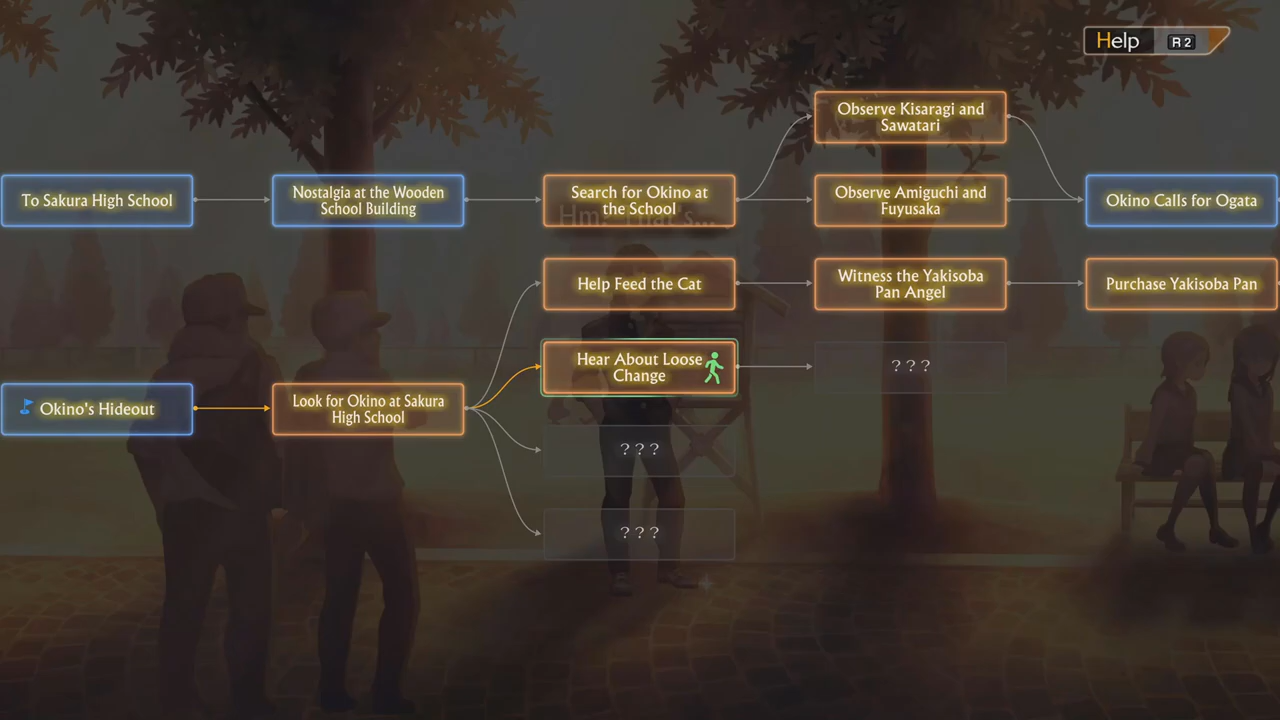 Help R2
Observe Kisaragi and
Sawatari
To Sakura High School
Nostalgia at the Wooden
School Building
Search for Okino at
the School
Observe Amiguchi and
Fuyusaka
Okino Calls for Ogata
Hm, that's...
Help Feed the Cat
Witness the Yakisoba
Pan Angel
Purchase Yakisoba Pan
Hear About Loose
Change
???
Okino's Hideout
Look for Okino at Sakura
High School
???
???